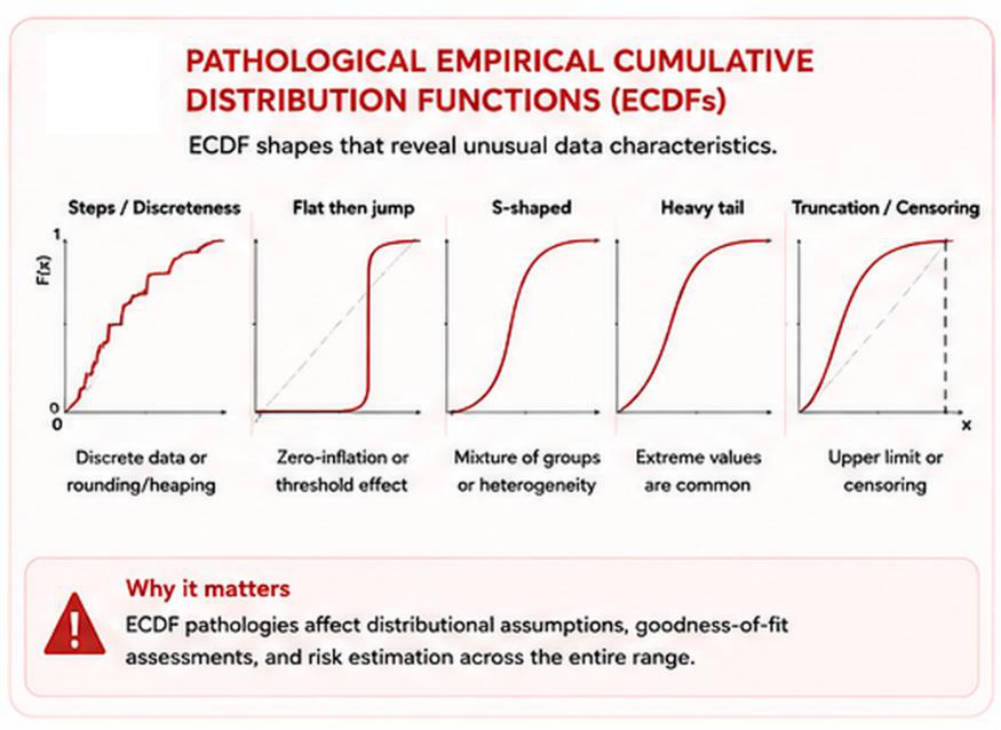 PATHOLOGICAL EMPIRICAL CUMULATIVE
DISTRIBUTION FUNCTIONS (ECDFs)
ECDF shapes that reveal unusual data characteristics.
Steps / Discreteness
Flat then jump
S-shaped
Heavy tail
Truncation / Censoring
1
F(x)
0
0
x
Discrete data or
rounding/heaping
Zero-inflation or
threshold effect
Mixture of groups
or heterogeneity
Extreme values
are common
Upper limit or
censoring
Why it matters
ECDF pathologies affect distributional assumptions, goodness-of-fit
assessments, and risk estimation across the entire range.